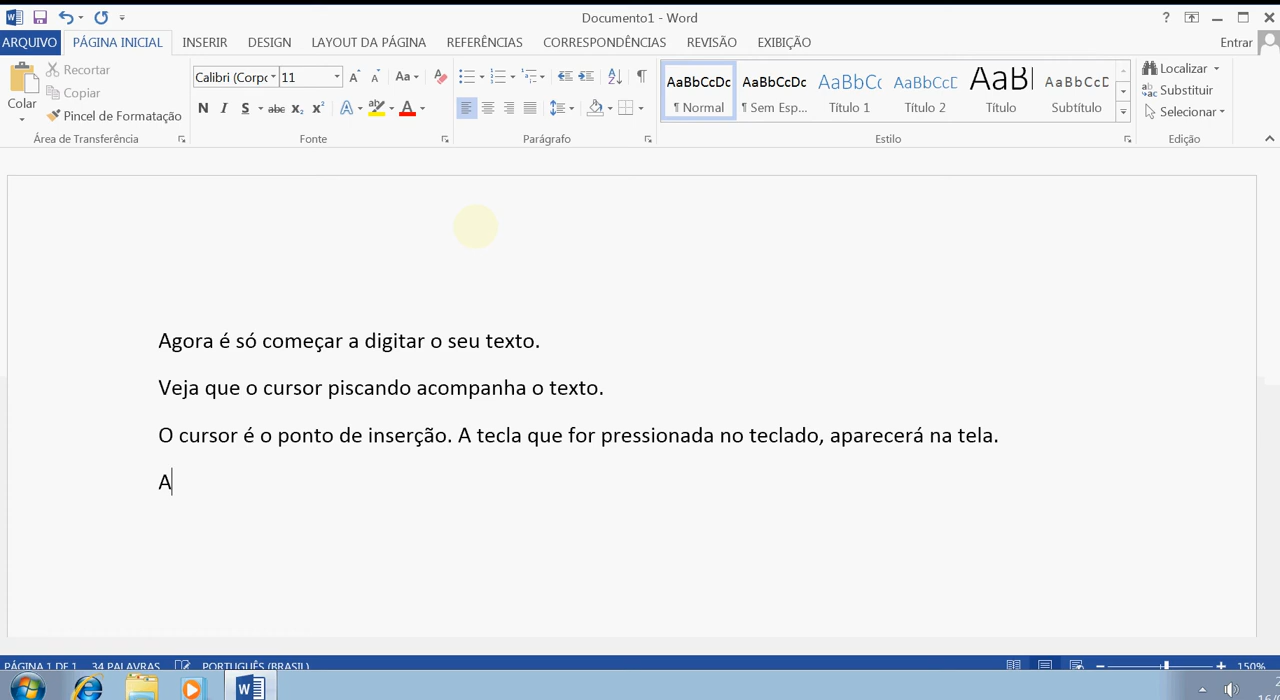 Documento1 - Word
ARQUIVO PÁGINA INICIAL INSERIR DESIGN LAYOUT DA PÁGINA REFERÊNCIAS CORRESPONDÊNCIAS REVISÃO EXIBIÇÃO Entrar
Colar
Recortar
Copiar
Pincel de Formatação
Área de Transferência
Calibri (Corpo 11
N I S abc x₂ x² A A
Fonte
Parágrafo
AaBbCcDc AaBbCcDc AaBbCc AaBbCcD AaBl AaBbCcD
¶ Normal ¶ Sem Esp... Título 1 Título 2 Título Subtítulo
Estilo
Localizar
Substituir
Selecionar
Edição
Agora é só começar a digitar o seu texto.
Veja que o cursor piscando acompanha o texto.
O cursor é o ponto de inserção. A tecla que for pressionada no teclado, aparecerá na tela.
A
PÁGINA 1 DE 1 34 PALAVRAS PORTUGUÊS (BRASIL) 150%